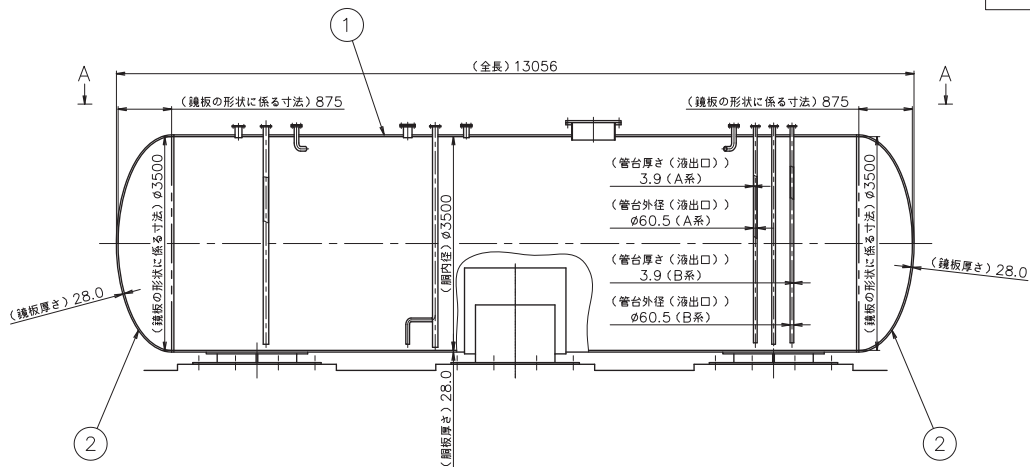 1
(全長)13056
A
A
(鏡板の形状に係る寸法)875
(鏡板の形状に係る寸法)875
(管台厚さ(液出口))
3.9(A系)
(管台外径(液出口))
ø60.5(A系)
(管台厚さ(液出口))
3.9(B系)
(管台外径(液出口))
ø60.5(B系)
(鏡板の形状に係る寸法)ø3500
(胴内径)ø3500
(鏡板の形状に係る寸法)ø3500
(鏡板厚さ)28.0
(鏡板厚さ)28.0
(胴板厚さ)28.0
2
2